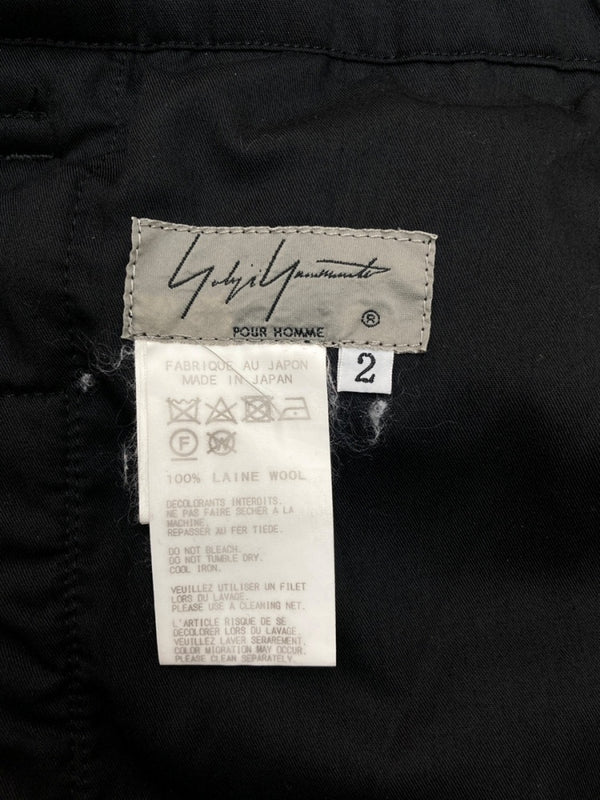 Yohji Yamamoto
POUR HOMME ®
2
FABRIQUE AU JAPON
MADE IN JAPAN
F W
100% LAINE WOOL
DECOLORANTS INTERDITS.
NE PAS FAIRE SECHER A LA
MACHINE.
REPASSER AU FER TIEDE.
DO NOT BLEACH.
DO NOT TUMBLE DRY.
COOL IRON.
VEUILLEZ UTILISER UN FILET
LORS DU LAVAGE.
PLEASE USE A CLEANING NET.
L'ARTICLE RISQUE DE SE
DECOLORER LORS DU LAVAGE.
VEUILLEZ LAVER SEPAREMENT.
COLOR MIGRATION MAY OCCUR.
PLEASE CLEAN SEPARATELY.